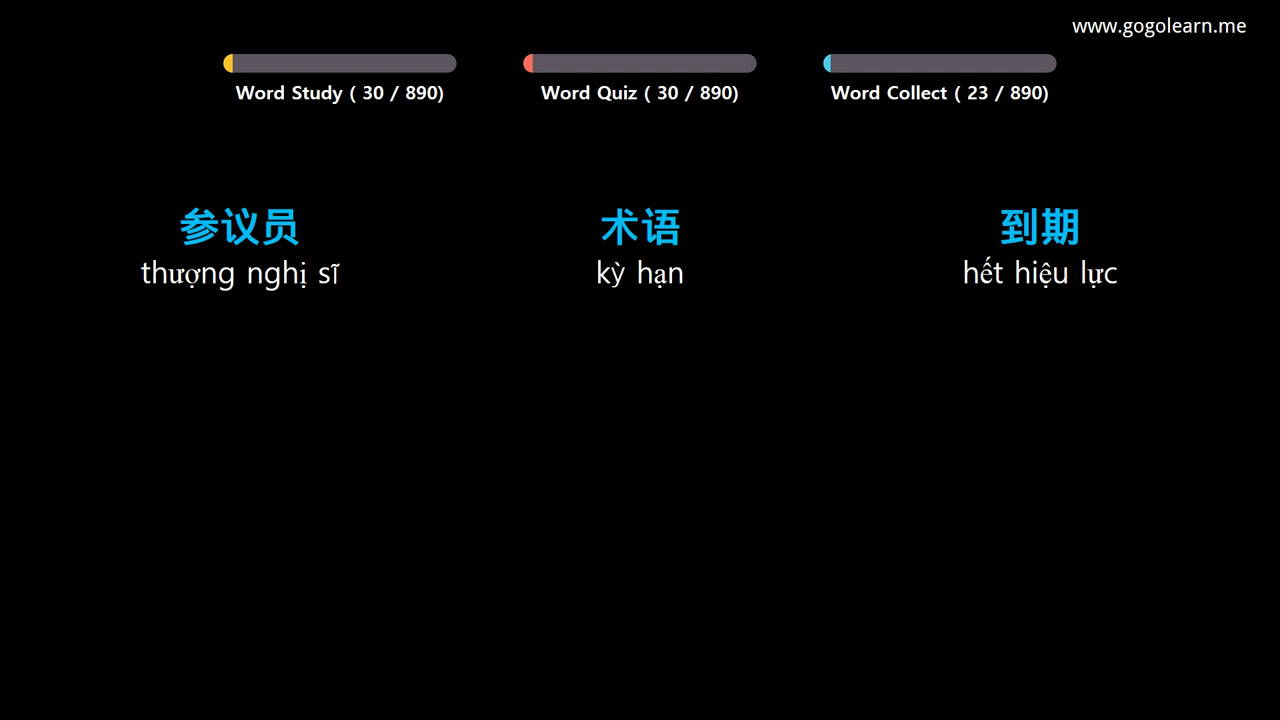 www.gogolearn.me
Word Study ( 30 / 890)
Word Quiz ( 30 / 890)
Word Collect ( 23 / 890)
参议员
thượng nghị sĩ
术语
kỳ hạn
到期
hết hiệu lực